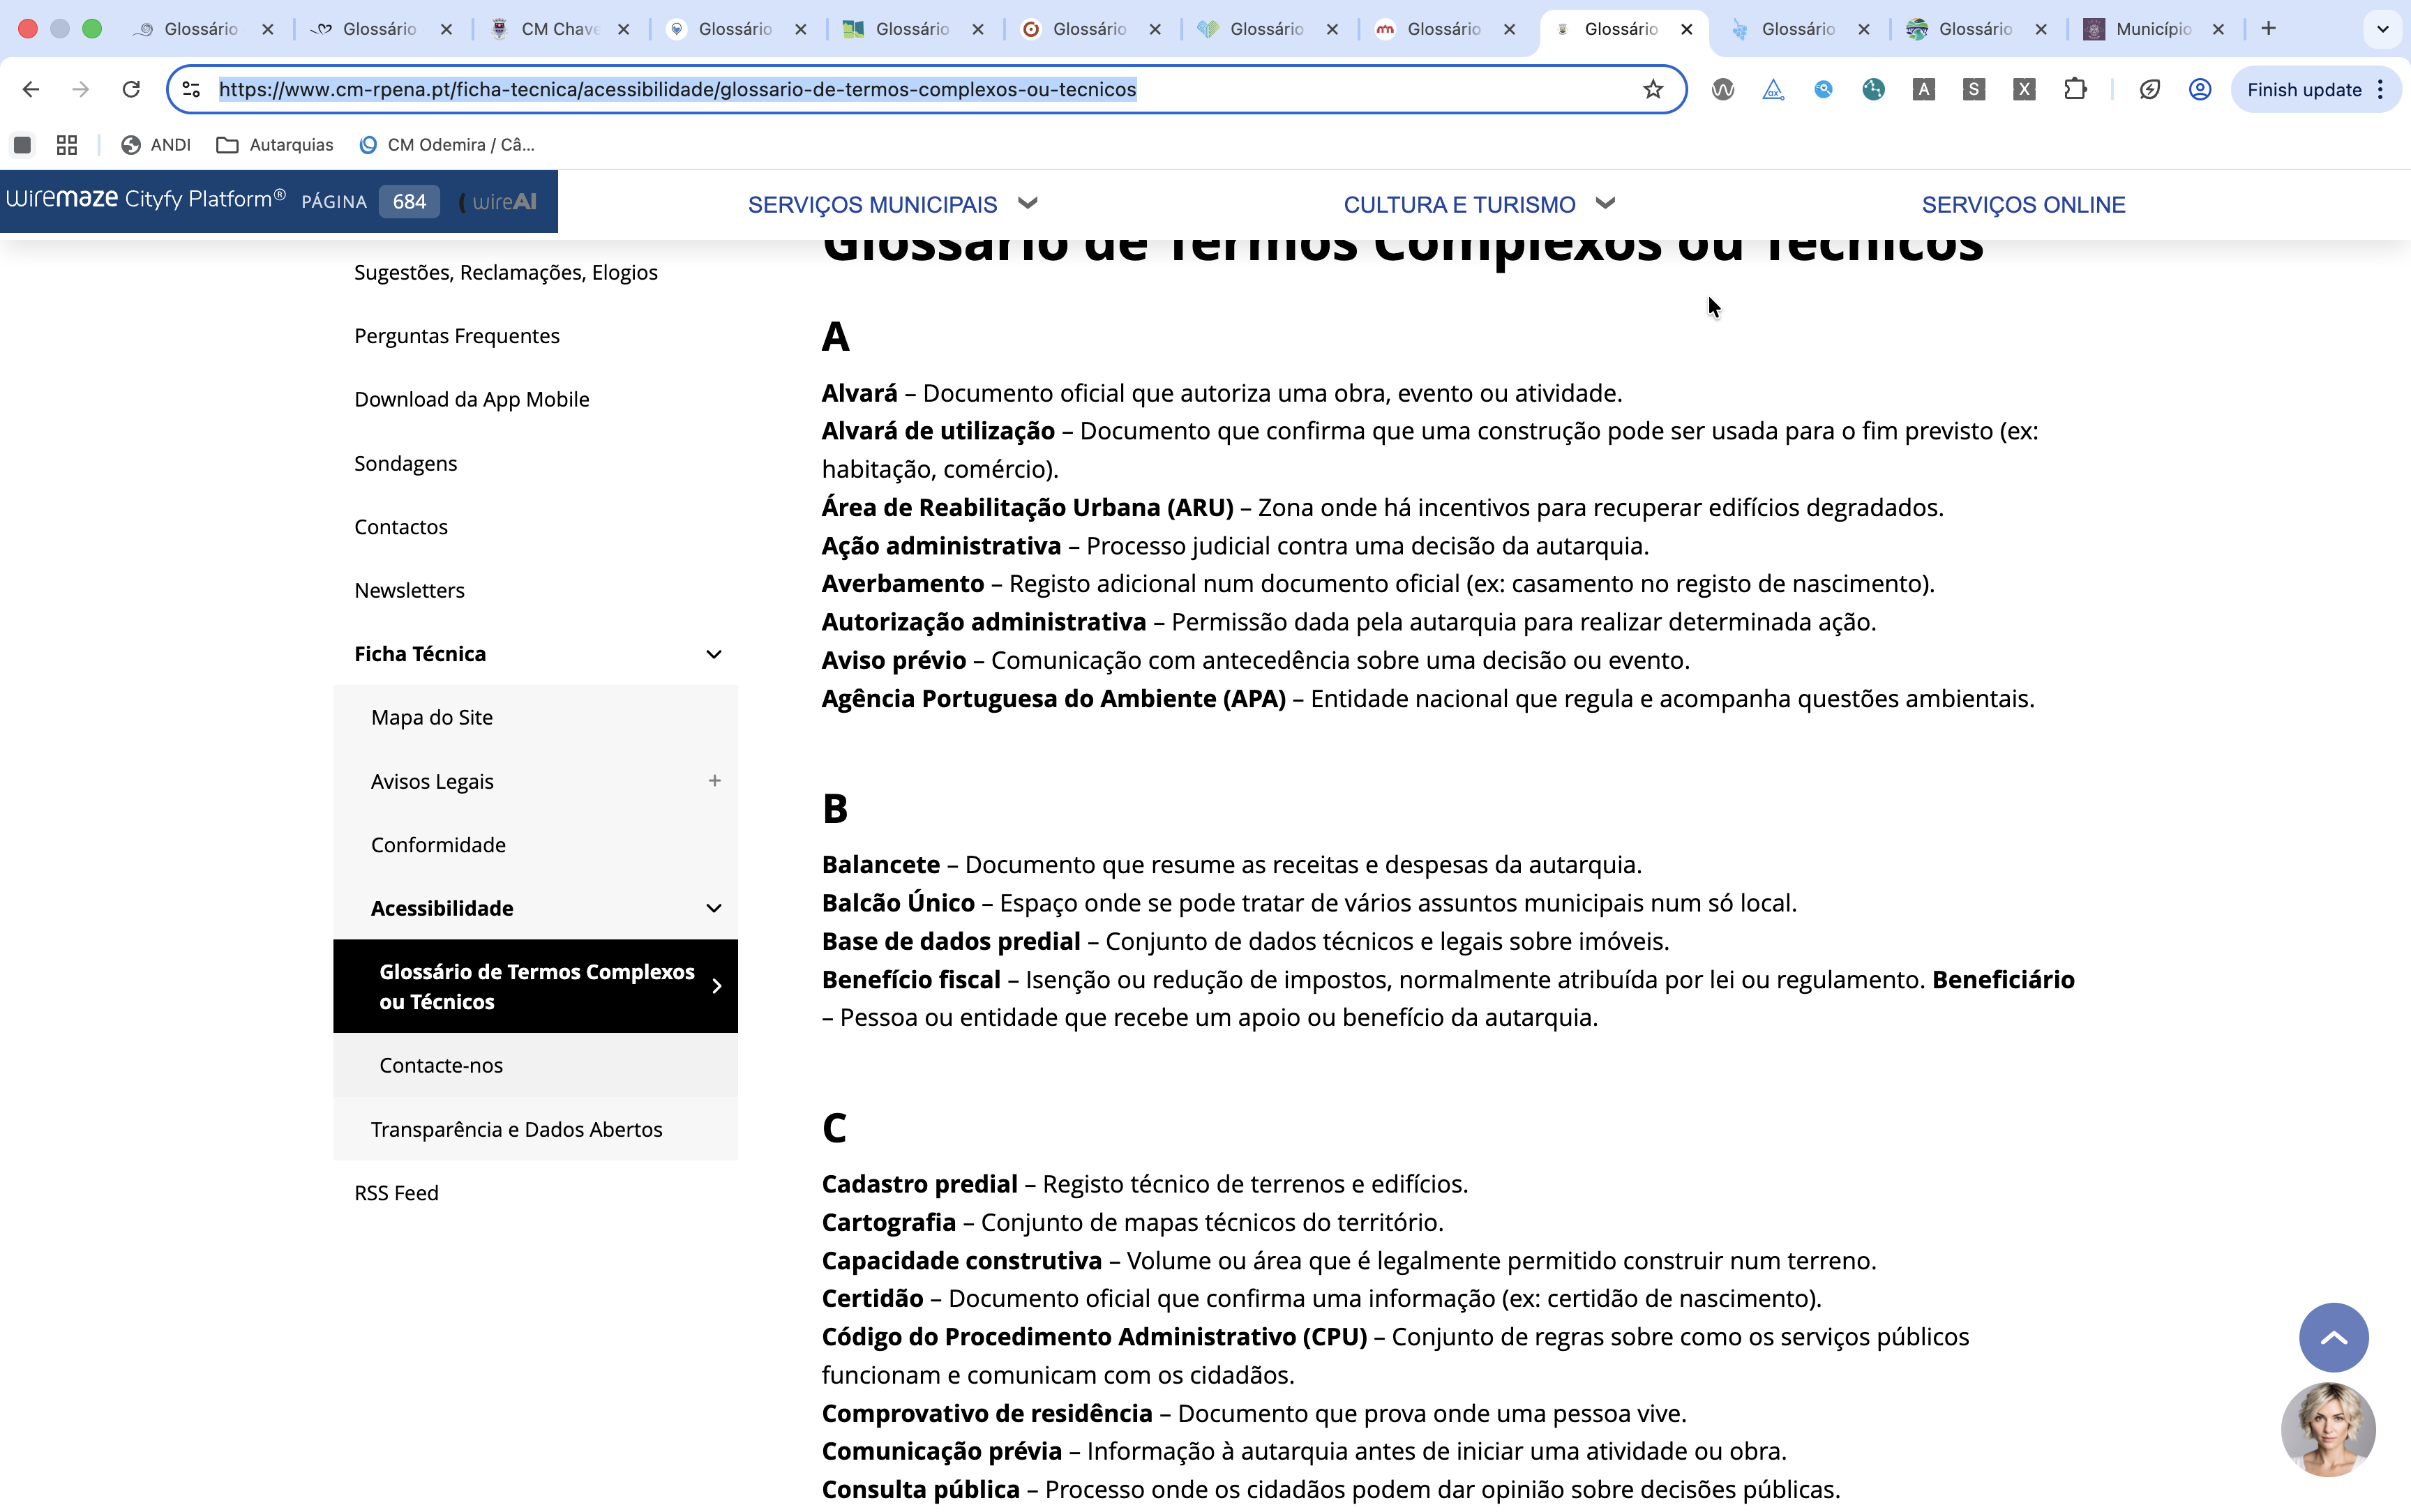 Glossário
Glossário
CM Chave
Glossário
Glossário
Glossário
Glossário
Glossário
Glossário
Glossário
Glossário
Município
https://www.cm-rpena.pt/ficha-tecnica/acessibilidade/glossario-de-termos-complexos-ou-tecnicos
A
S
X
Finish update
ANDI
Autarquias
CM Odemira / Câ...
wiremaze Cityfy Platform® PÁGINA 684 wireAI
SERVIÇOS MUNICIPAIS
CULTURA E TURISMO
SERVIÇOS ONLINE
Sugestões, Reclamações, Elogios
Perguntas Frequentes
Download da App Mobile
Sondagens
Contactos
Newsletters
Ficha Técnica
Mapa do Site
Avisos Legais
Conformidade
Acessibilidade
Glossário de Termos Complexos
ou Técnicos
Contacte-nos
Transparência e Dados Abertos
RSS Feed
Glossário de Termos Complexos ou Técnicos
A
Alvará – Documento oficial que autoriza uma obra, evento ou atividade.
Alvará de utilização – Documento que confirma que uma construção pode ser usada para o fim previsto (ex:
habitação, comércio).
Área de Reabilitação Urbana (ARU) – Zona onde há incentivos para recuperar edifícios degradados.
Ação administrativa – Processo judicial contra uma decisão da autarquia.
Averbamento – Registo adicional num documento oficial (ex: casamento no registo de nascimento).
Autorização administrativa – Permissão dada pela autarquia para realizar determinada ação.
Aviso prévio – Comunicação com antecedência sobre uma decisão ou evento.
Agência Portuguesa do Ambiente (APA) – Entidade nacional que regula e acompanha questões ambientais.
B
Balancete – Documento que resume as receitas e despesas da autarquia.
Balcão Único – Espaço onde se pode tratar de vários assuntos municipais num só local.
Base de dados predial – Conjunto de dados técnicos e legais sobre imóveis.
Benefício fiscal – Isenção ou redução de impostos, normalmente atribuída por lei ou regulamento. Beneficiário
– Pessoa ou entidade que recebe um apoio ou benefício da autarquia.
C
Cadastro predial – Registo técnico de terrenos e edifícios.
Cartografia – Conjunto de mapas técnicos do território.
Capacidade construtiva – Volume ou área que é legalmente permitido construir num terreno.
Certidão – Documento oficial que confirma uma informação (ex: certidão de nascimento).
Código do Procedimento Administrativo (CPU) – Conjunto de regras sobre como os serviços públicos
funcionam e comunicam com os cidadãos.
Comprovativo de residência – Documento que prova onde uma pessoa vive.
Comunicação prévia – Informação à autarquia antes de iniciar uma atividade ou obra.
Consulta pública – Processo onde os cidadãos podem dar opinião sobre decisões públicas.